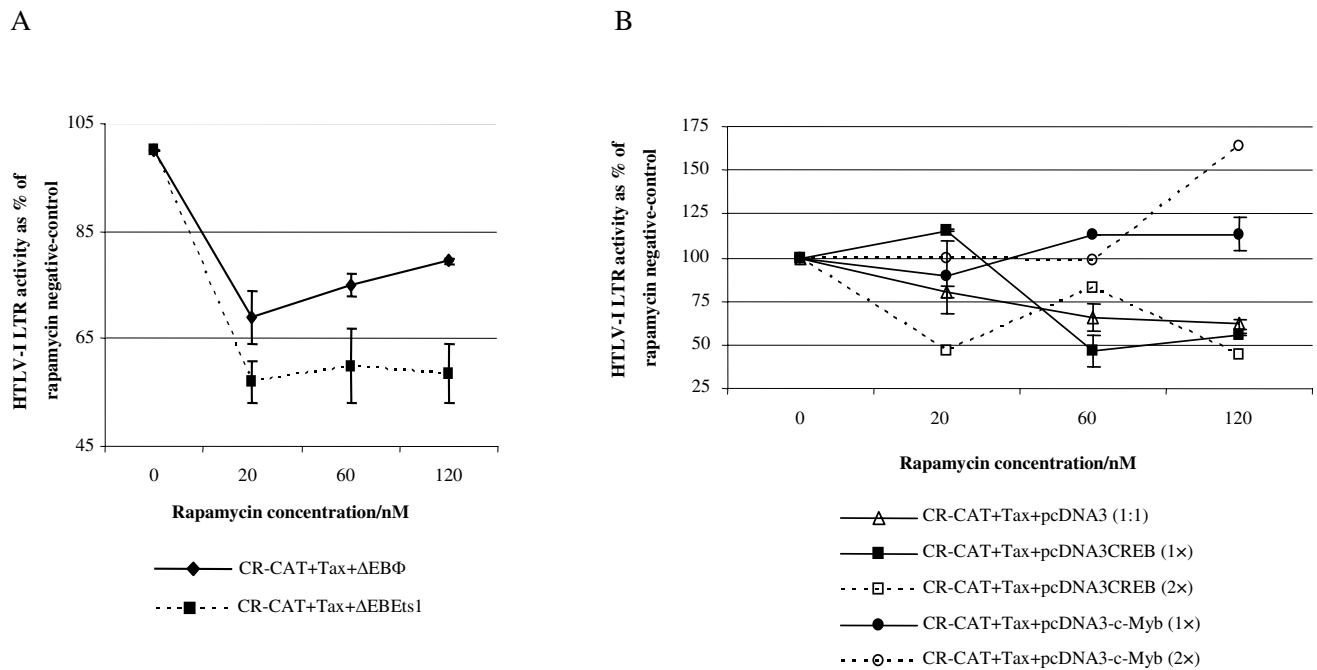 A
HTLV-I LTR activity as % of
rapamycin negative-control
105
85
65
45
0 20 60 120
Rapamycin concentration/nM
CR-CAT+Tax+ΔEBΦ
CR-CAT+Tax+ΔEBEts1
B
HTLV-I LTR activity as % of
rapamycin negative-control
175
150
125
100
75
50
25
0 20 60 120
Rapamycin concentration/nM
CR-CAT+Tax+pcDNA3 (1:1)
CR-CAT+Tax+pcDNA3CREB (1×)
CR-CAT+Tax+pcDNA3CREB (2×)
CR-CAT+Tax+pcDNA3-c-Myb (1×)
CR-CAT+Tax+pcDNA3-c-Myb (2×)